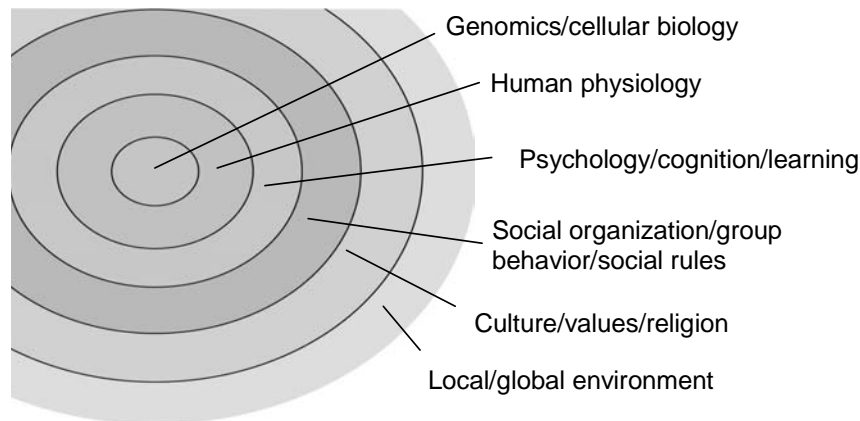 Genomics/cellular biology
Human physiology
Psychology/cognition/learning
Social organization/group
behavior/social rules
Culture/values/religion
Local/global environment